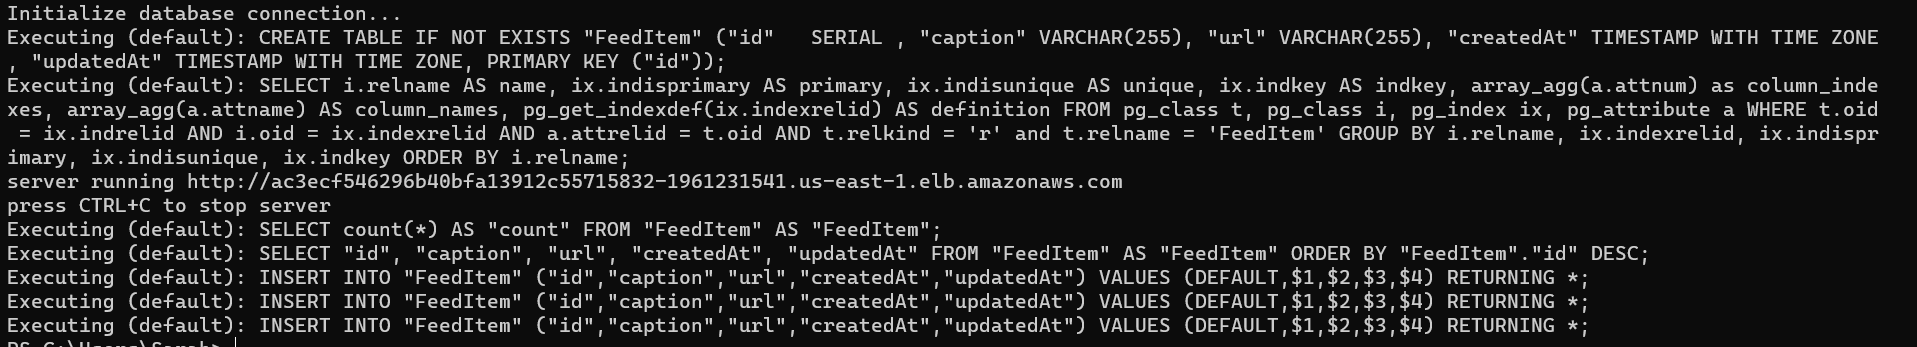 Initialize database connection...
Executing (default): CREATE TABLE IF NOT EXISTS "FeedItem" ("id"   SERIAL , "caption" VARCHAR(255), "url" VARCHAR(255), "createdAt" TIMESTAMP WITH TIME ZONE
, "updatedAt" TIMESTAMP WITH TIME ZONE, PRIMARY KEY ("id"));
Executing (default): SELECT i.relname AS name, ix.indisprimary AS primary, ix.indisunique AS unique, ix.indkey AS indkey, array_agg(a.attnum) as column_inde
xes, array_agg(a.attname) AS column_names, pg_get_indexdef(ix.indexrelid) AS definition FROM pg_class t, pg_class i, pg_index ix, pg_attribute a WHERE t.oid
 = ix.indrelid AND i.oid = ix.indexrelid AND a.attrelid = t.oid AND t.relkind = 'r' and t.relname = 'FeedItem' GROUP BY i.relname, ix.indexrelid, ix.indispr
imary, ix.indisunique, ix.indkey ORDER BY i.relname;
server running http://ac3ecf546296b40bfa13912c55715832-1961231541.us-east-1.elb.amazonaws.com
press CTRL+C to stop server
Executing (default): SELECT count(*) AS "count" FROM "FeedItem" AS "FeedItem";
Executing (default): SELECT "id", "caption", "url", "createdAt", "updatedAt" FROM "FeedItem" AS "FeedItem" ORDER BY "FeedItem"."id" DESC;
Executing (default): INSERT INTO "FeedItem" ("id","caption","url","createdAt","updatedAt") VALUES (DEFAULT,$1,$2,$3,$4) RETURNING *;
Executing (default): INSERT INTO "FeedItem" ("id","caption","url","createdAt","updatedAt") VALUES (DEFAULT,$1,$2,$3,$4) RETURNING *;
Executing (default): INSERT INTO "FeedItem" ("id","caption","url","createdAt","updatedAt") VALUES (DEFAULT,$1,$2,$3,$4) RETURNING *;